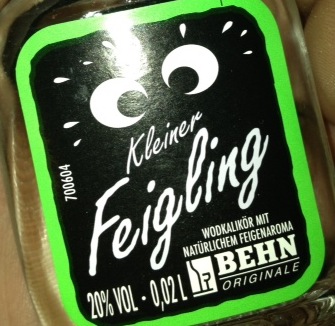 Kleiner
Feigling
700604
WODKALIKÖR MIT
NATÜRLICHEM FEIGENAROMA
BEHN
ORIGINALE
20% VOL · 0,02 L